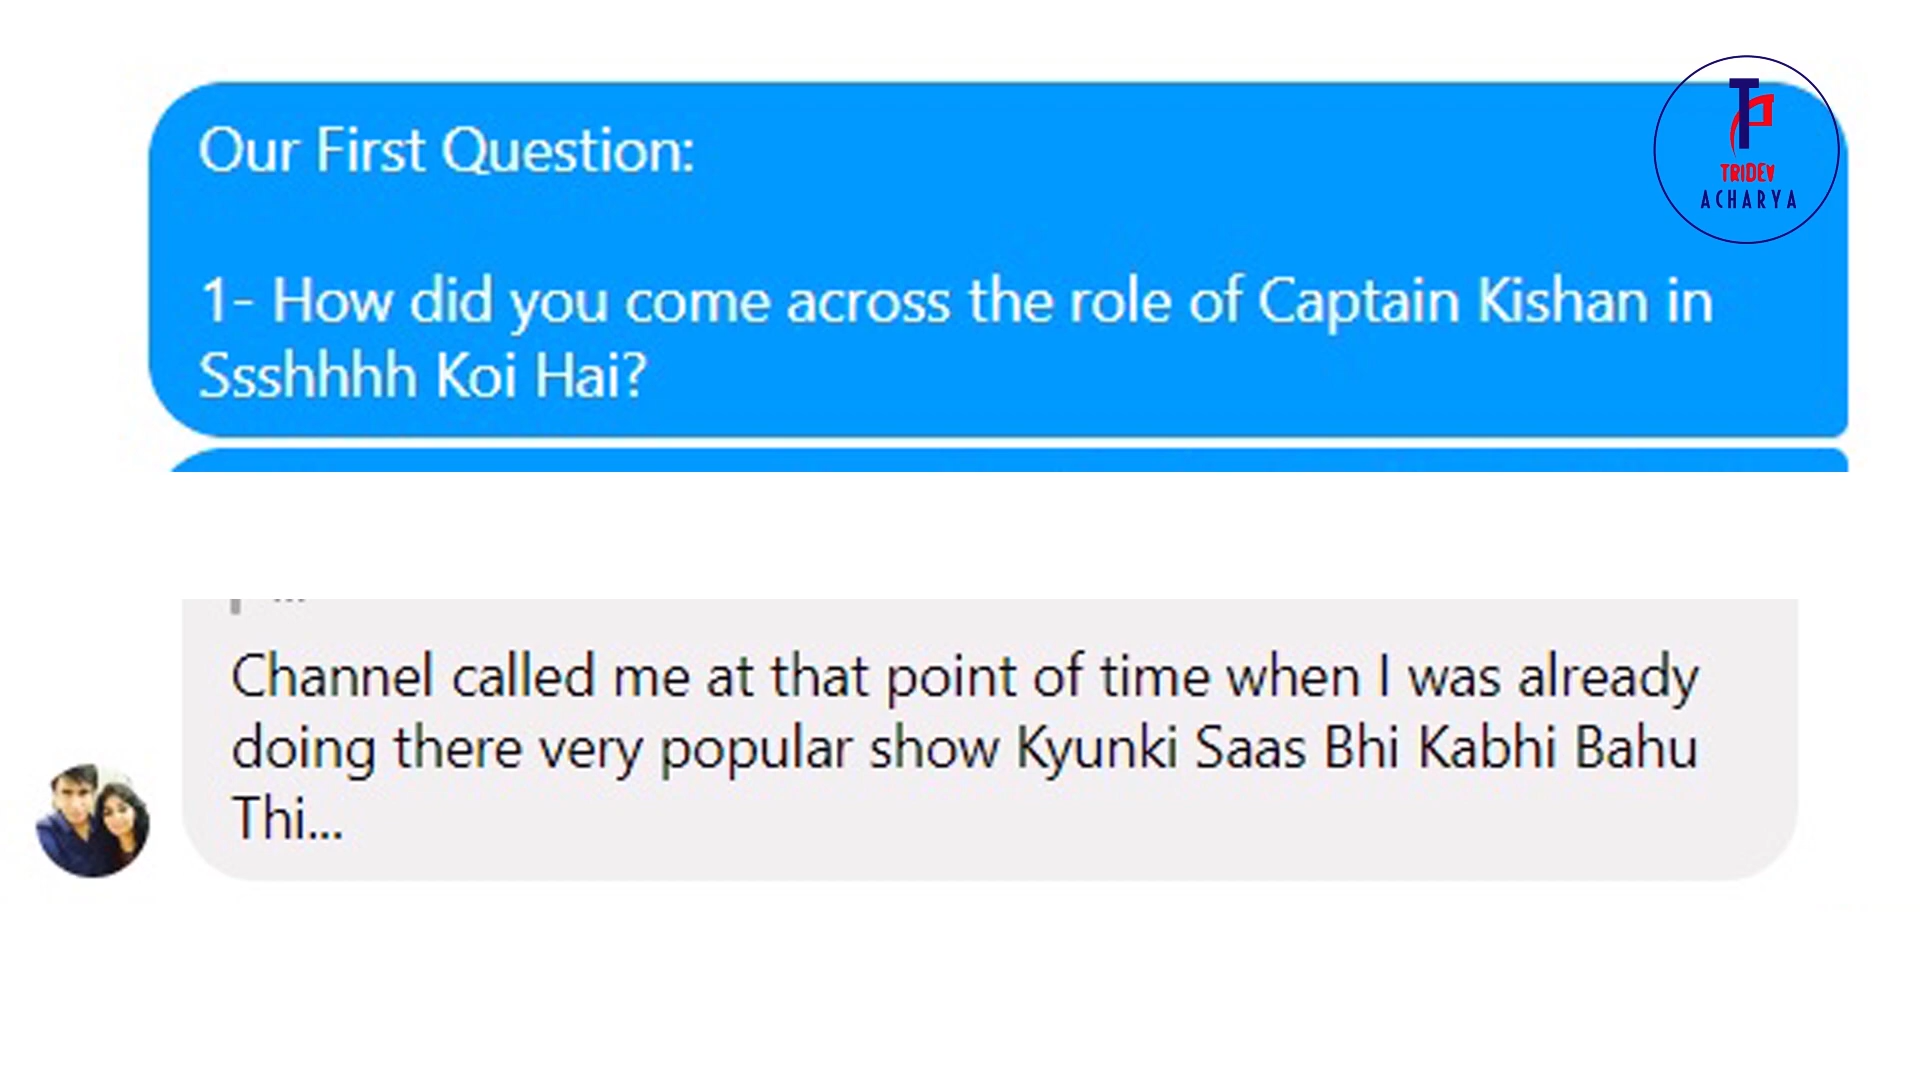 Our First Question:
1- How did you come across the role of Captain Kishan in
Ssshhhh Koi Hai?
TRIDEV
ACHARYA
...
Channel called me at that point of time when I was already
doing there very popular show Kyunki Saas Bhi Kabhi Bahu
Thi...